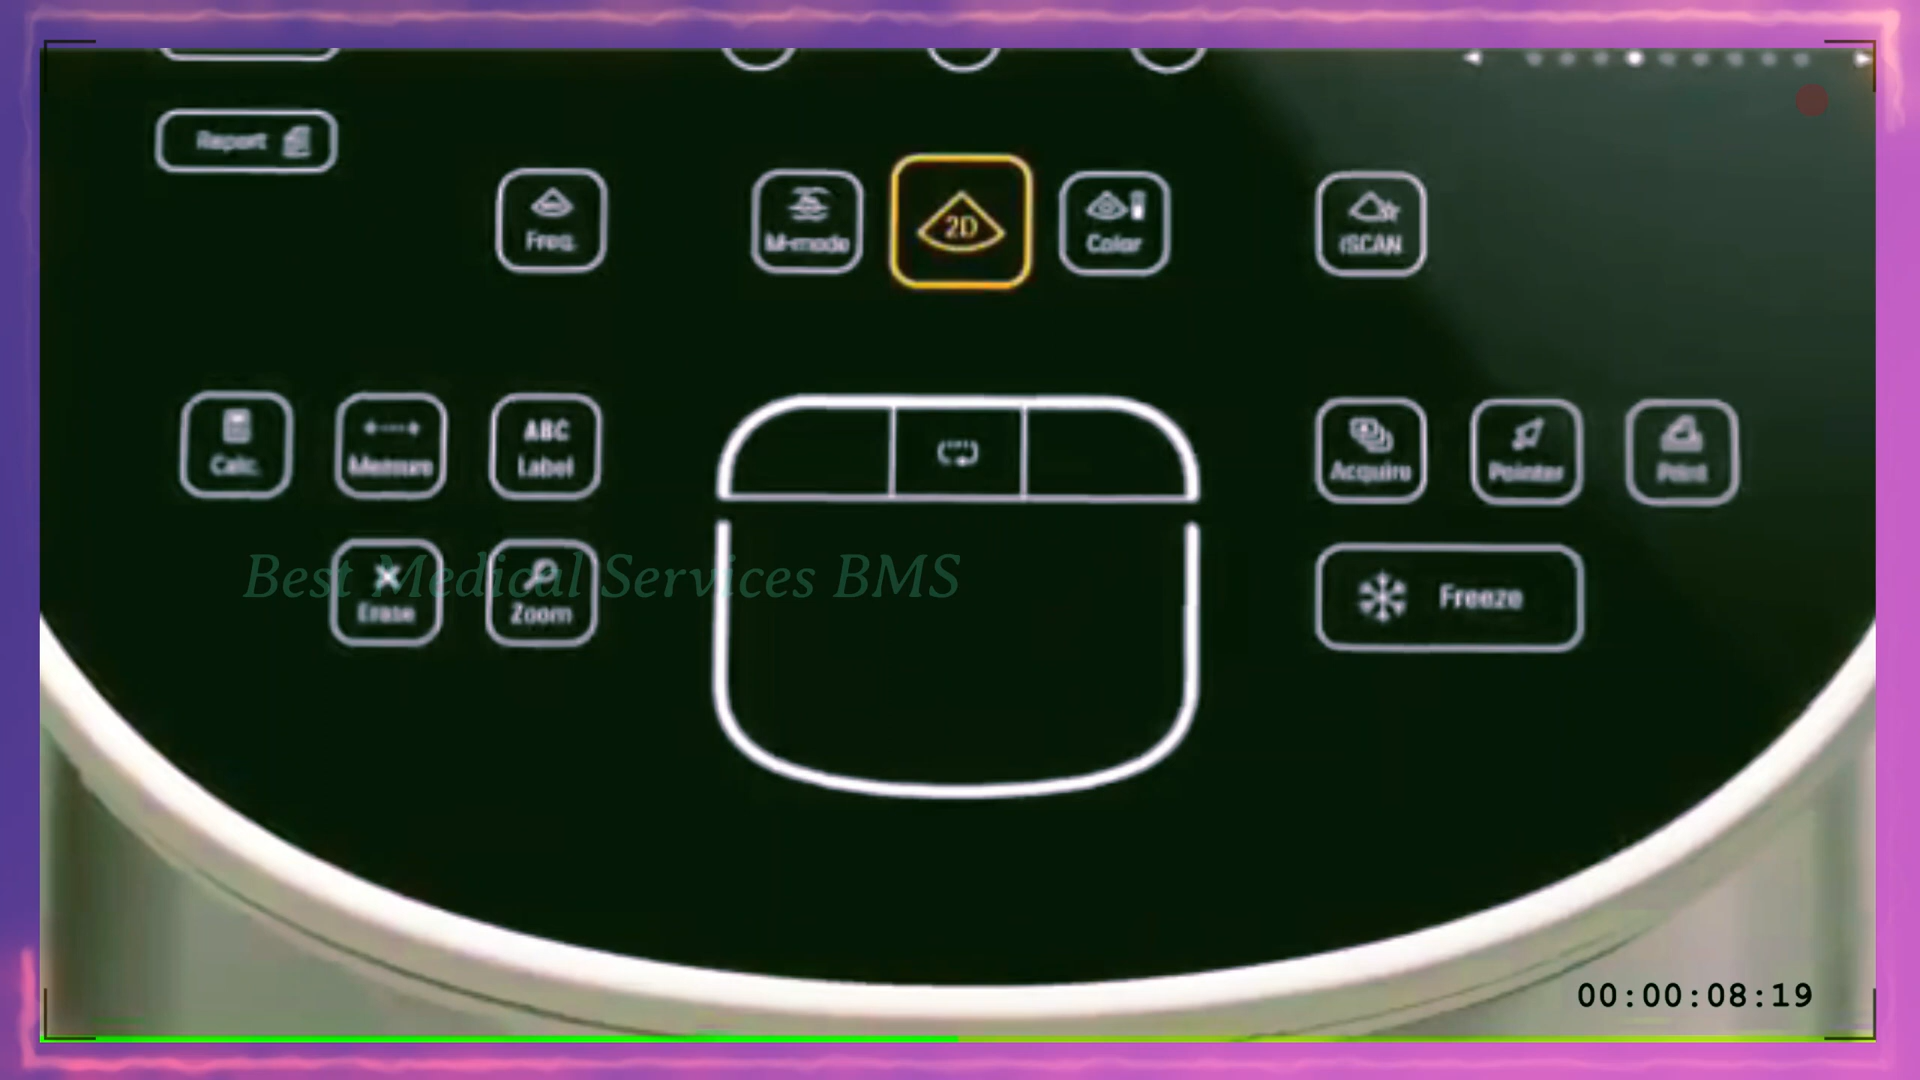 Report
Freq.
M-mode
2D
Color
iSCAN
Calc.
Measure
ABC
Label
Acquire
Pointer
Print
Best Medical Services BMS
Erase
Zoom
Freeze
00:00:08:19